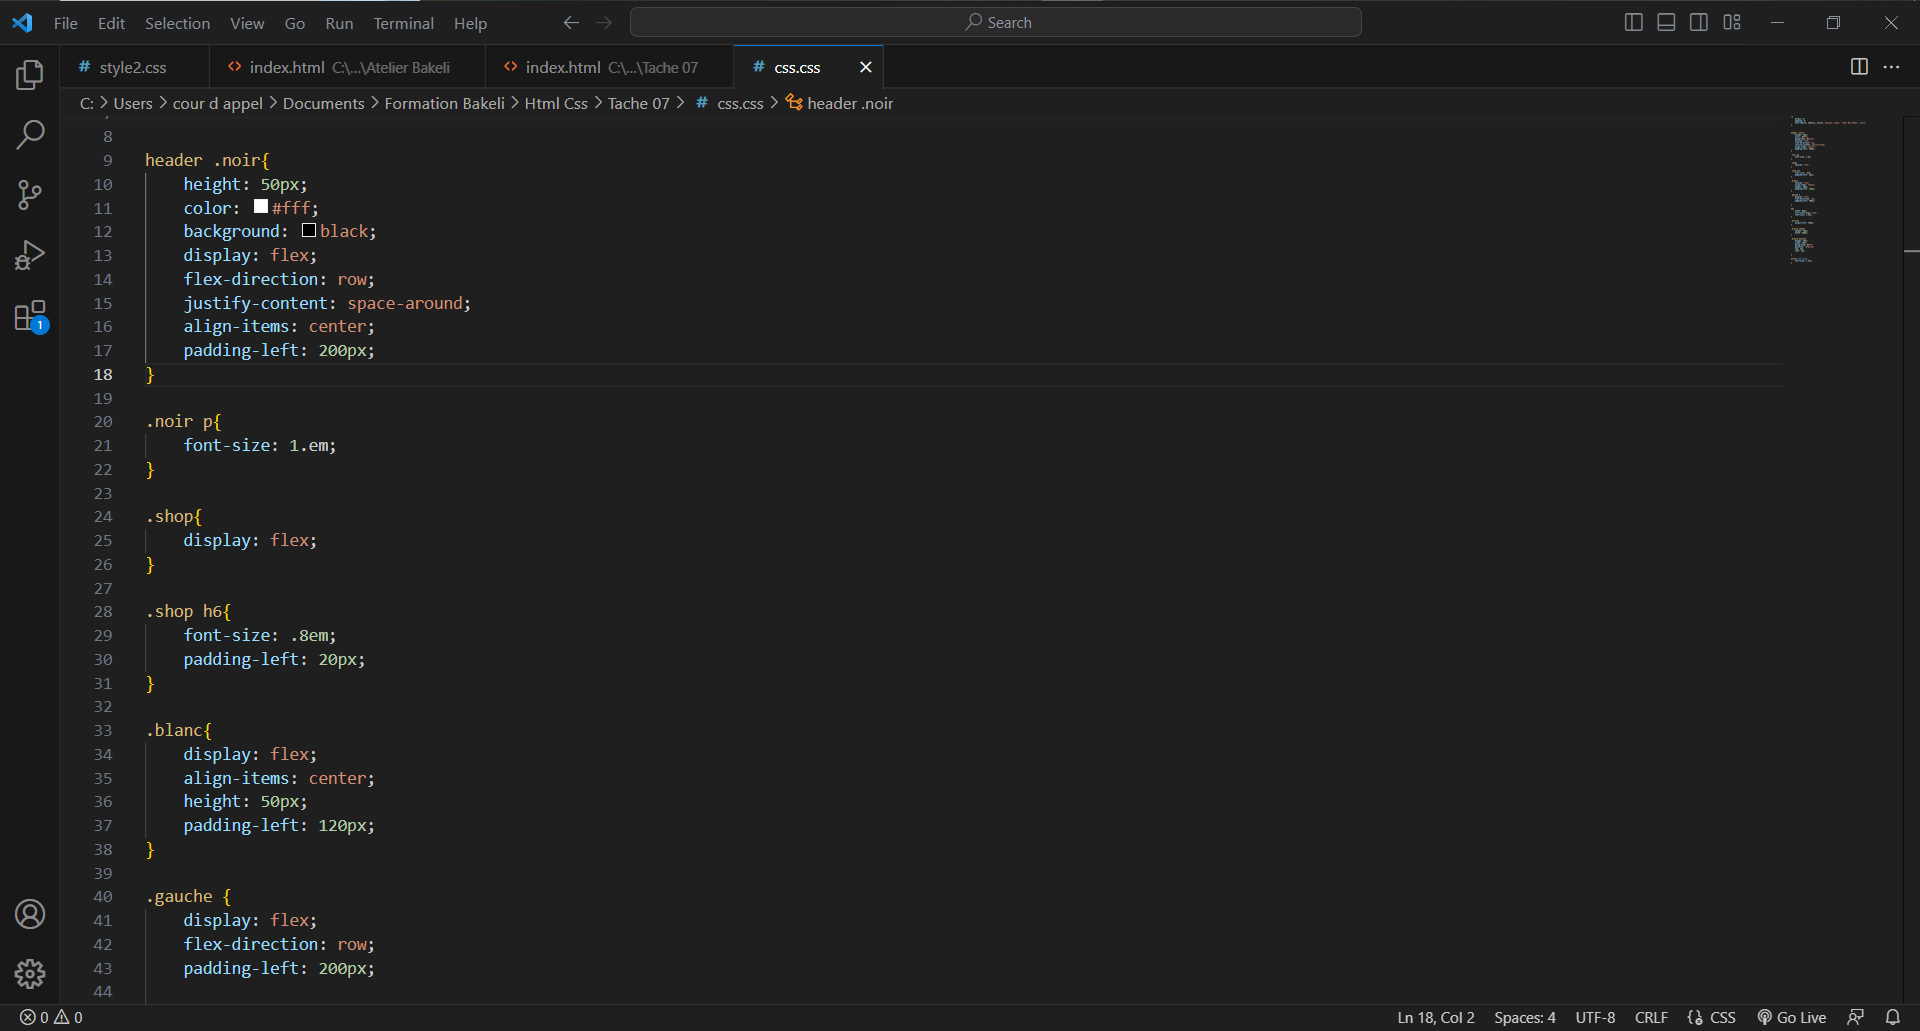 File Edit Selection View Go Run Terminal Help Search
style2.css index.html C:\...\Atelier Bakeli index.html C:\...\Tache 07 css.css
C: > Users > cour d appel > Documents > Formation Bakeli > Html Css > Tache 07 > # css.css > header .noir
8
9 header .noir{
10 height: 50px;
11 color: #fff;
12 background: black;
13 display: flex;
14 flex-direction: row;
15 justify-content: space-around;
16 align-items: center;
17 padding-left: 200px;
18 }
19
20 .noir p{
21 font-size: 1.em;
22 }
23
24 .shop{
25 display: flex;
26 }
27
28 .shop h6{
29 font-size: .8em;
30 padding-left: 20px;
31 }
32
33 .blanc{
34 display: flex;
35 align-items: center;
36 height: 50px;
37 padding-left: 120px;
38 }
39
40 .gauche {
41 display: flex;
42 flex-direction: row;
43 padding-left: 200px;
44
1
0 0 Ln 18, Col 2 Spaces: 4 UTF-8 CRLF CSS Go Live